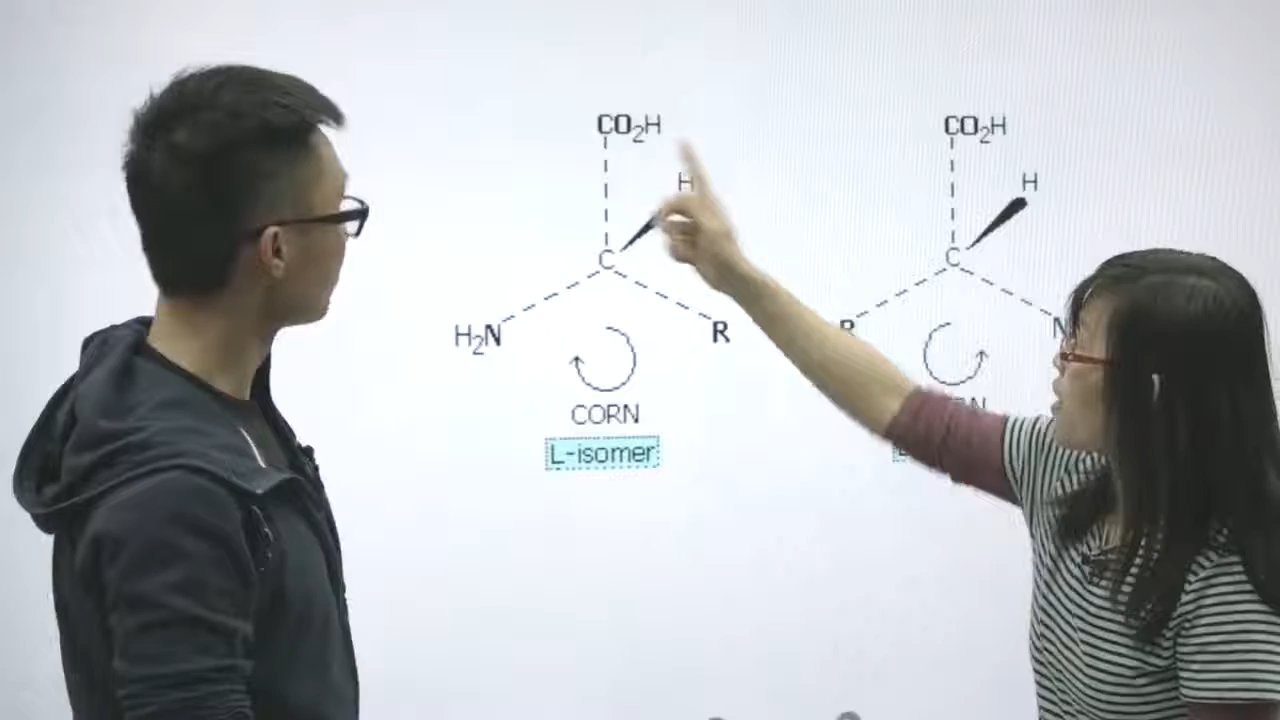 CO2H CO2H
H H
C C
H2N R R N
CORN
L-isomer